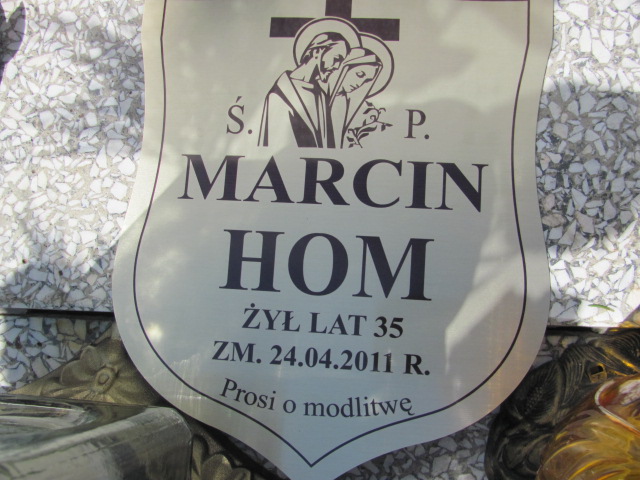 Ś. P.
MARCIN
HOM
ŻYŁ LAT 35
ZM. 24.04.2011 R.
Prosi o modlitwę